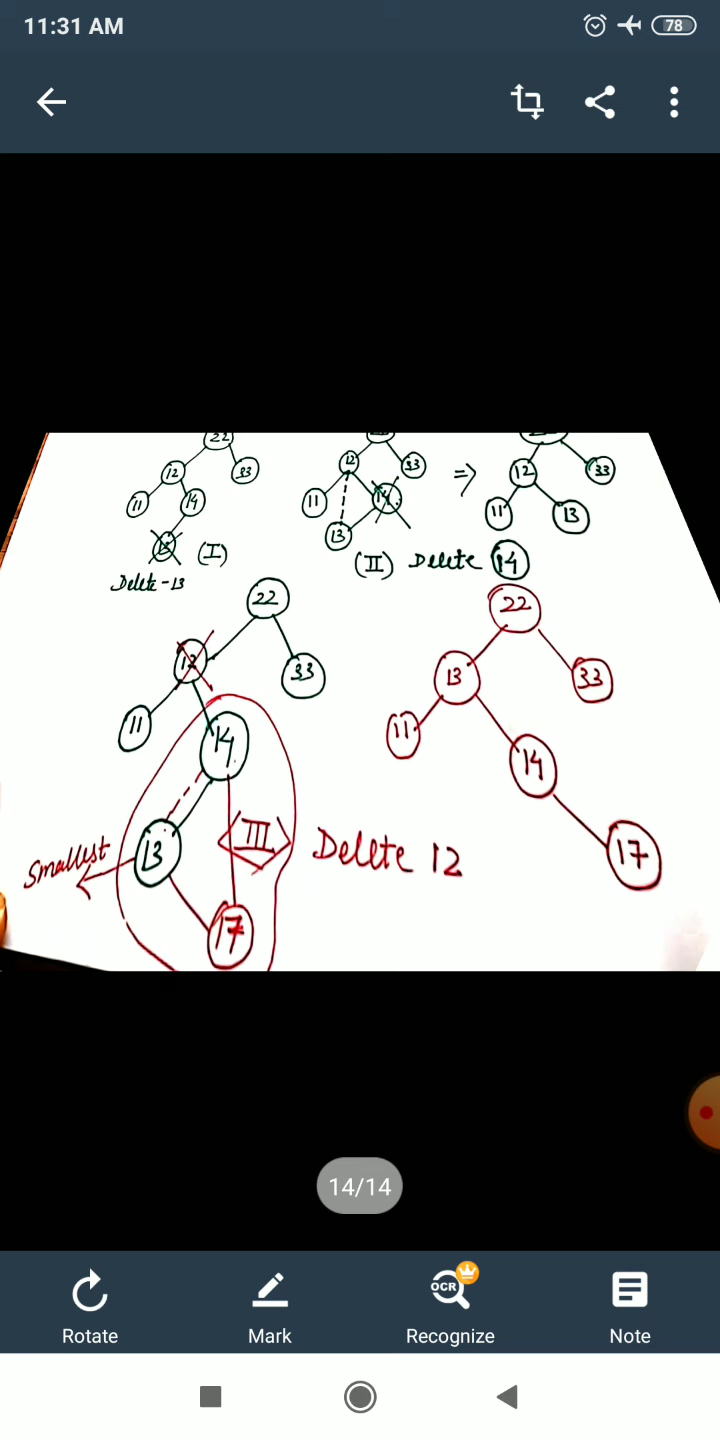 11:31 AM
78
22
12
33
11
14
(I)
Delete - 13
12
33
11
13
(II) Delete 14
=>
12
33
11
13
22
12
33
11
14
13
17
Smallest
III
Delete 12
22
13
33
11
14
17
14/14
Rotate
Mark
OCR
Recognize
Note